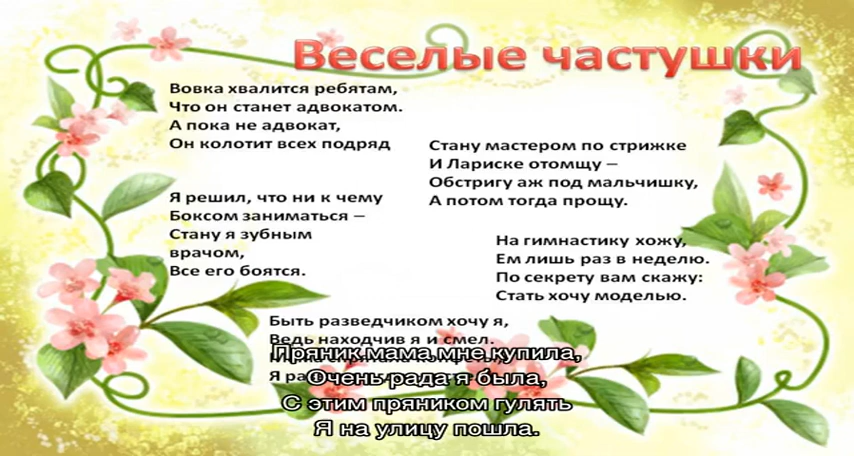 Веселые частушки
Вовка хвалится ребятам,
Что он станет адвокатом.
А пока не адвокат,
Он колотит всех подряд
Стану мастером по стрижке
И Лариске отомщу –
Обстригу аж под мальчишку,
А потом тогда прощу.
Я решил, что ни к чему
Боксом заниматься –
Стану я зубным
врачом,
Все его боятся.
На гимнастику хожу,
Ем лишь раз в неделю.
По секрету вам скажу:
Стать хочу моделью.
Быть разведчиком хочу я,
Ведь находчив я и смел.
Я
Пряник мама мне купила,
Очень рада я была,
С этим пряником гулять
Я на улицу пошла.